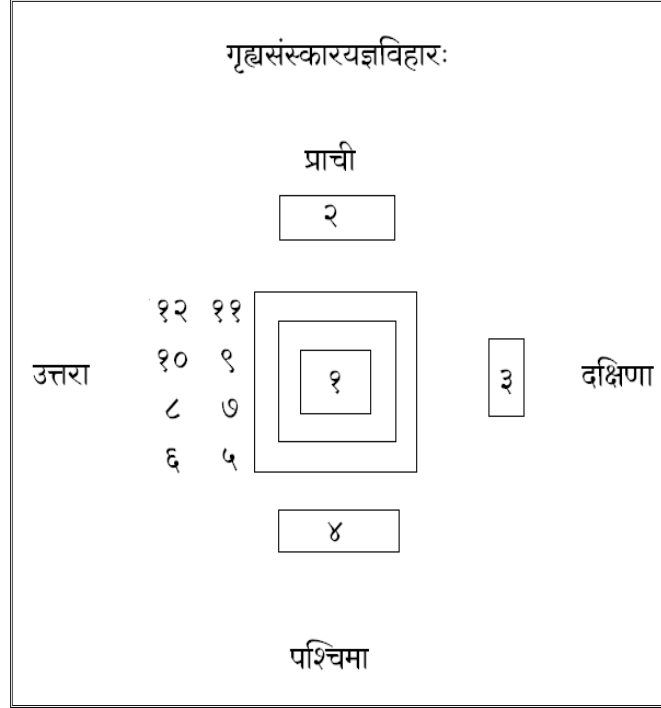 गृह्यसंस्कारयज्ञविहारः
प्राची
२
१२ ११
१० ९
उत्तरा १ ३ दक्षिणा
८ ७
६ ५
४
पश्चिमा